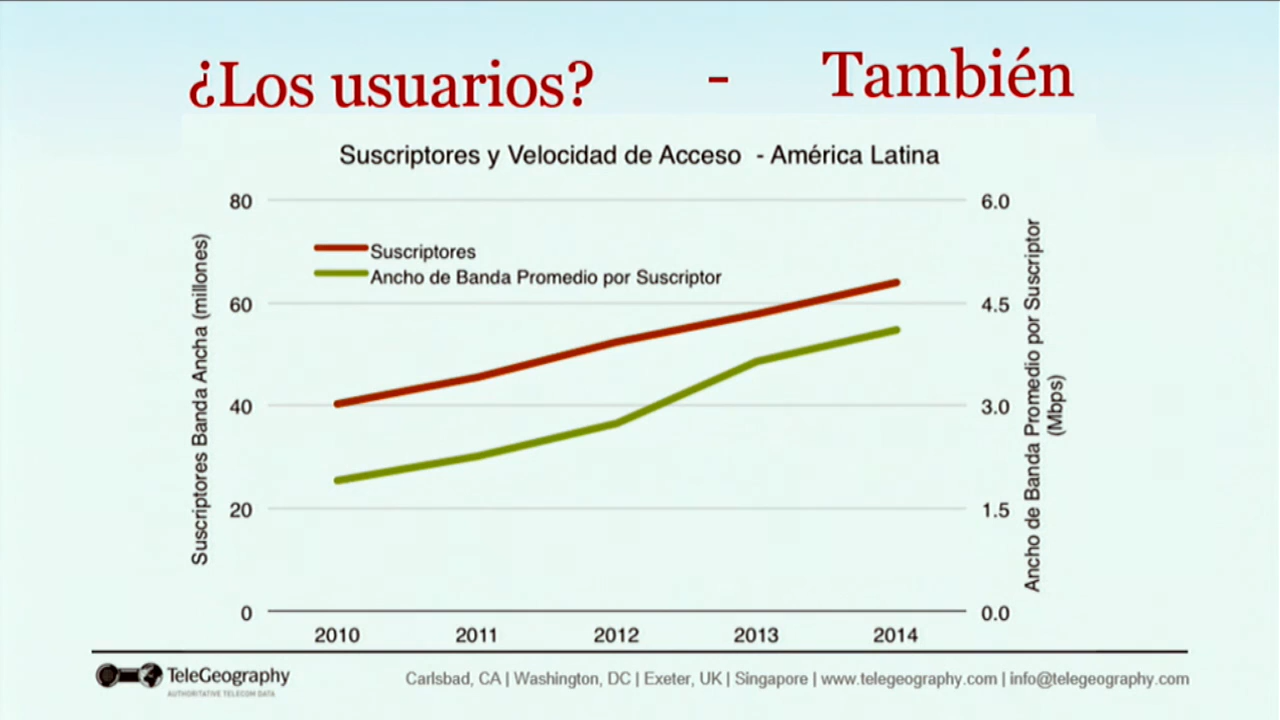 ¿Los usuarios? - También
Suscriptores y Velocidad de Acceso - América Latina
80
60
40
20
0
Suscriptores Banda Ancha (millones)
Suscriptores
Ancho de Banda Promedio por Suscriptor
6.0
4.5
3.0
1.5
0.0
Ancho de Banda Promedio por Suscriptor
(Mbps)
2010 2011 2012 2013 2014
TeleGeography
AUTHORITATIVE TELECOM DATA
Carlsbad, CA | Washington, DC | Exeter, UK | Singapore | www.telegeography.com | info@telegeography.com